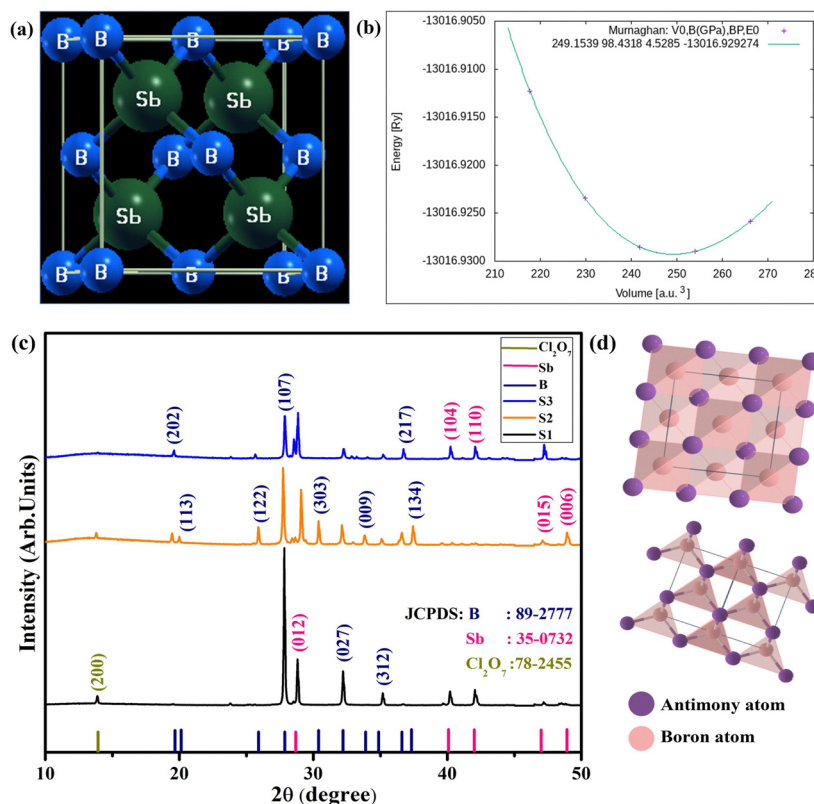 (a)
B B B B B
Sb Sb
B B B B
Sb Sb
B B B B B
(b)
Murnaghan: V0,B(GPa),BP,E0
249.1539 98.4318 4.5285 -13016.929274
Energy [Ry]
-13016.9050
-13016.9100
-13016.9150
-13016.9200
-13016.9250
-13016.9300
210 220 230 240 250 260 270 280
Volume [a.u.³]
(c)
Cl₂O₇
Sb
B
S3
S2
S1
(202) (107) (217) (104) (110)
(113) (122) (303) (009) (134) (015) (006)
JCPDS: B : 89-2777
Sb : 35-0732
Cl₂O₇ :78-2455
(200) (012) (027) (312)
Intensity (Arb.Units)
10 20 30 40 50
2θ (degree)
(d)
Antimony atom
Boron atom